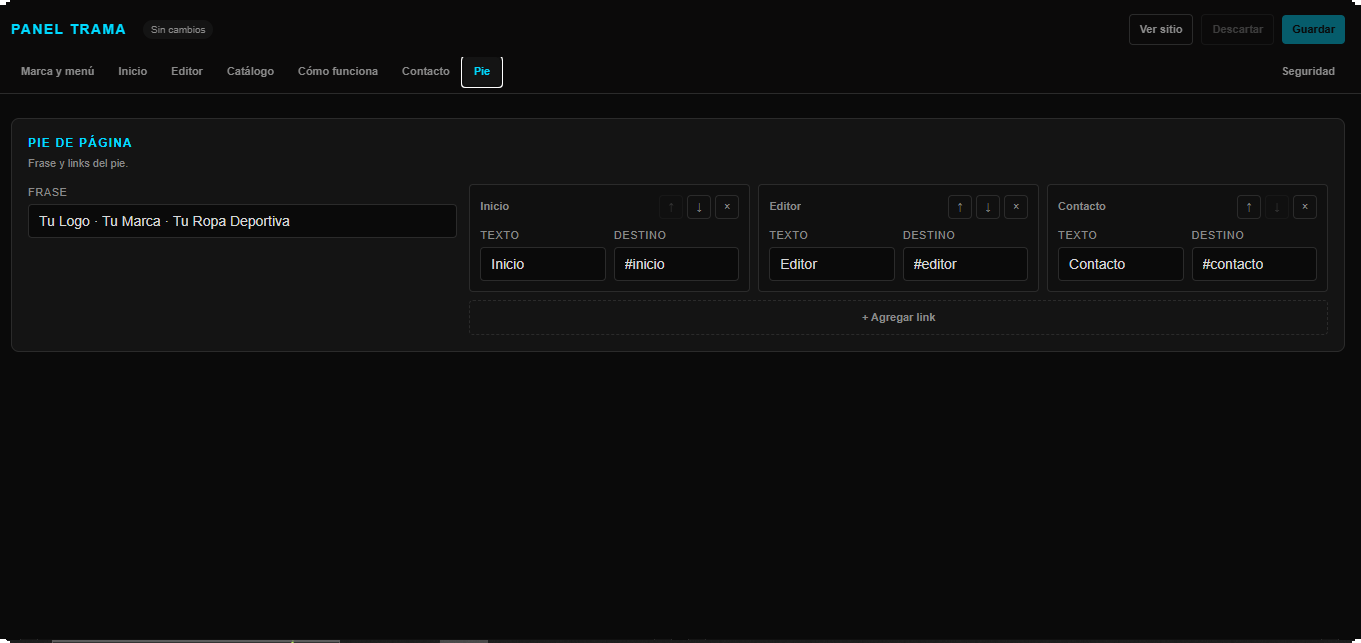 PANEL TRAMA Sin cambios Ver sitio Descartar Guardar
Marca y menú Inicio Editor Catálogo Cómo funciona Contacto Pie Seguridad
PIE DE PÁGINA
Frase y links del pie.
FRASE
Tu Logo · Tu Marca · Tu Ropa Deportiva
Inicio ↑ ↓ ×
TEXTO DESTINO
Inicio #inicio
Editor ↑ ↓ ×
TEXTO DESTINO
Editor #editor
Contacto ↑ ↓ ×
TEXTO DESTINO
Contacto #contacto
+ Agregar link